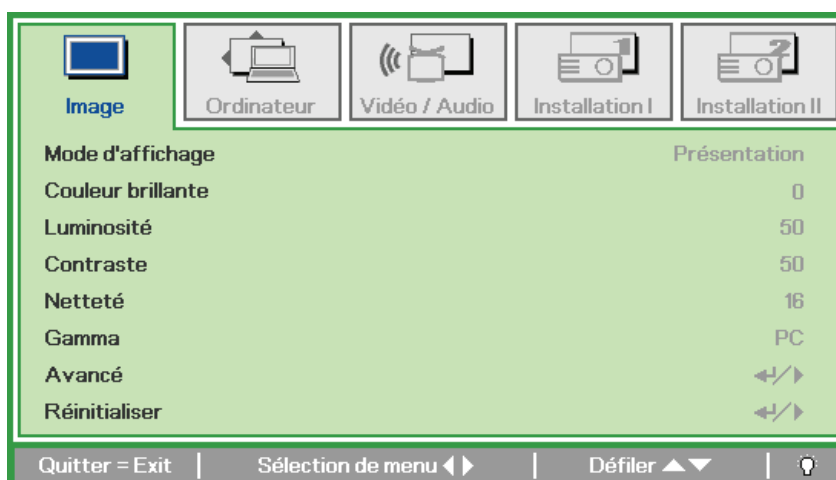 Image
Ordinateur
Vidéo / Audio
Installation I
Installation II
Mode d'affichage Présentation
Couleur brillante 0
Luminosité 50
Contraste 50
Netteté 16
Gamma PC
Avancé ↵/▶
Réinitialiser ↵/▶
Quitter = Exit Sélection de menu ◀▶ Défiler ▲▼